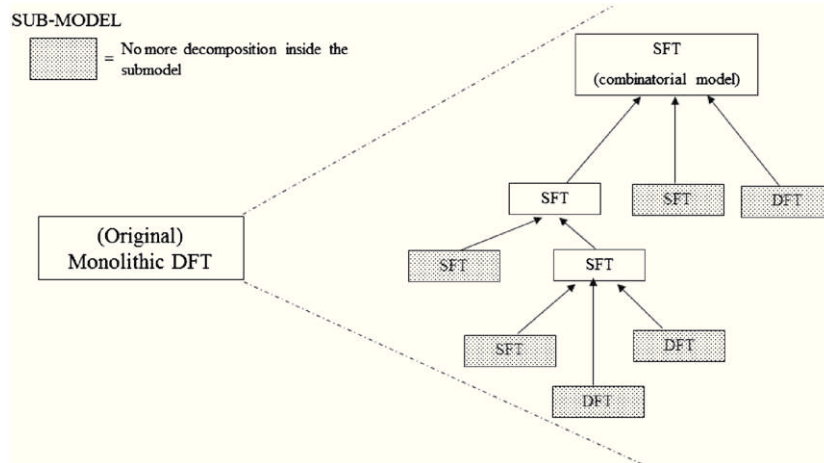 SUB-MODEL
= No more decomposition inside the
submodel
SFT
(combinatorial model)
SFT
SFT
DFT
(Original)
Monolithic DFT
SFT
SFT
SFT
DFT
DFT